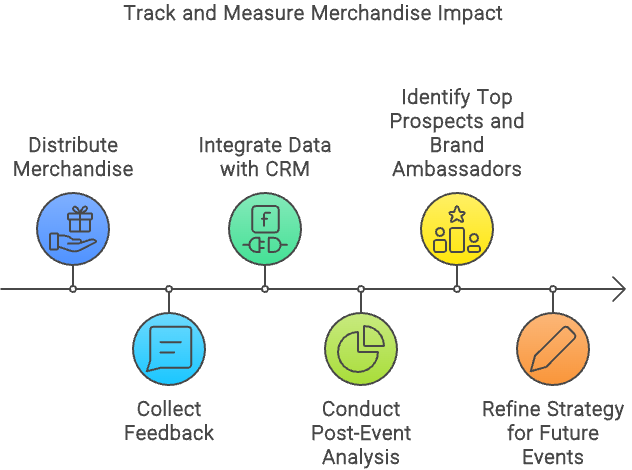 Track and Measure Merchandise Impact
Distribute
Merchandise
Collect
Feedback
Integrate Data
with CRM
Conduct
Post-Event
Analysis
Identify Top
Prospects and
Brand
Ambassadors
Refine Strategy
for Future
Events